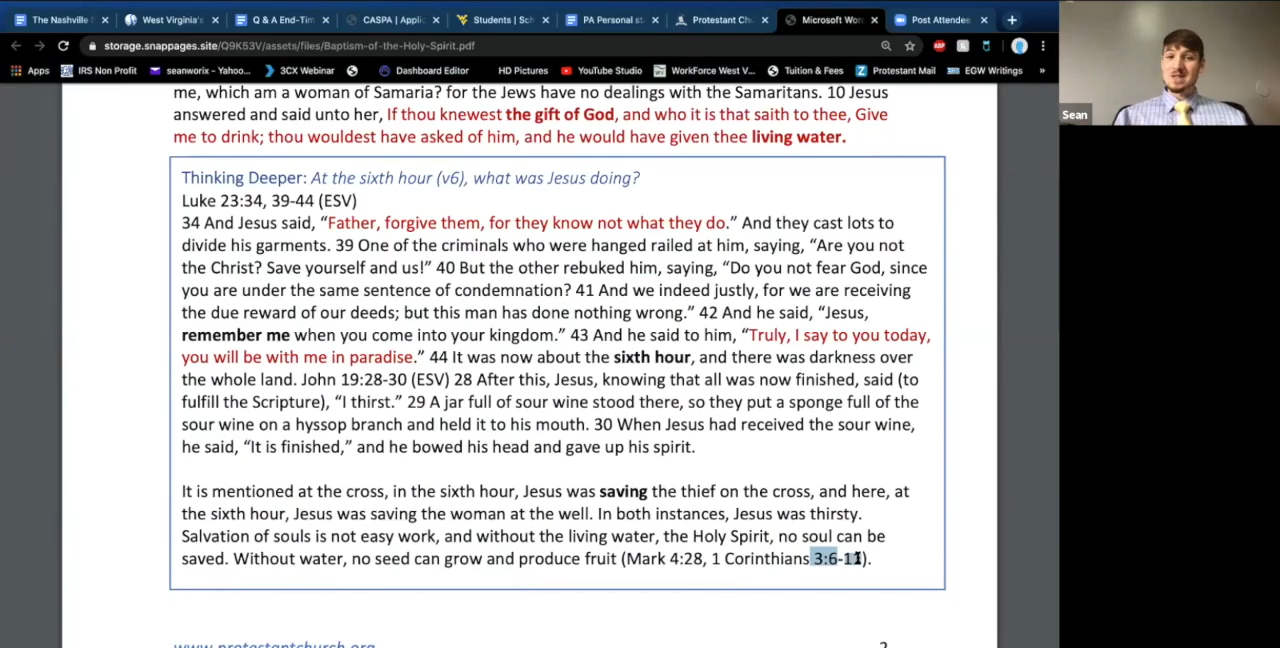 The Nashville
West Virginia's
Q & A End-Tim
CASPA | Applic
Students | Sch
PA Personal st
Protestant Ch
Microsoft Wor
Post Attendee
storage.snappages.site/Q9K53V/assets/files/Baptism-of-the-Holy-Spirit.pdf
Apps
IRS Non Profit
seanworix - Yahoo...
3CX Webinar
Dashboard Editor
HD Pictures
YouTube Studio
WorkForce West V...
Tuition & Fees
Protestant Mail
EGW Writings
»
Sean
me, which am a woman of Samaria? for the Jews have no dealings with the Samaritans. 10 Jesus
answered and said unto her, If thou knewest the gift of God, and who it is that saith to thee, Give
me to drink; thou wouldest have asked of him, and he would have given thee living water.
Thinking Deeper: At the sixth hour (v6), what was Jesus doing?
Luke 23:34, 39-44 (ESV)
34 And Jesus said, “Father, forgive them, for they know not what they do.” And they cast lots to
divide his garments. 39 One of the criminals who were hanged railed at him, saying, “Are you not
the Christ? Save yourself and us!” 40 But the other rebuked him, saying, “Do you not fear God, since
you are under the same sentence of condemnation? 41 And we indeed justly, for we are receiving
the due reward of our deeds; but this man has done nothing wrong.” 42 And he said, “Jesus,
remember me when you come into your kingdom.” 43 And he said to him, “Truly, I say to you today,
you will be with me in paradise.” 44 It was now about the sixth hour, and there was darkness over
the whole land. John 19:28-30 (ESV) 28 After this, Jesus, knowing that all was now finished, said (to
fulfill the Scripture), “I thirst.” 29 A jar full of sour wine stood there, so they put a sponge full of the
sour wine on a hyssop branch and held it to his mouth. 30 When Jesus had received the sour wine,
he said, “It is finished,” and he bowed his head and gave up his spirit.
It is mentioned at the cross, in the sixth hour, Jesus was saving the thief on the cross, and here, at
the sixth hour, Jesus was saving the woman at the well. In both instances, Jesus was thirsty.
Salvation of souls is not easy work, and without the living water, the Holy Spirit, no soul can be
saved. Without water, no seed can grow and produce fruit (Mark 4:28, 1 Corinthians 3:6-11).
www.protestantchurch.org
2